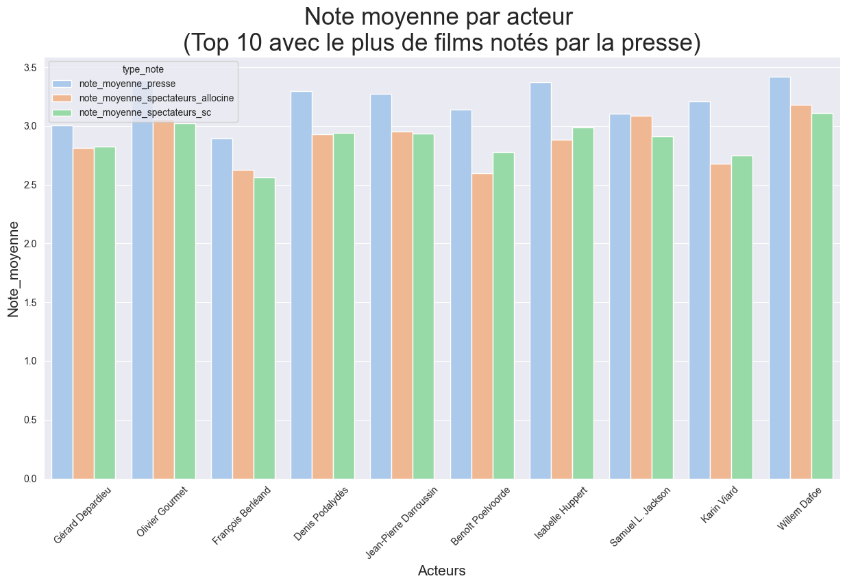 Note moyenne par acteur
(Top 10 avec le plus de films notés par la presse)
type_note
note_moyenne_presse
note_moyenne_spectateurs_allocine
note_moyenne_spectateurs_sc
3.5
3.0
2.5
2.0
1.5
1.0
0.5
0.0
Note_moyenne
Gérard Depardieu
Olivier Gourmet
François Berléand
Denis Podalydès
Jean-Pierre Darroussin
Benoît Poelvoorde
Isabelle Huppert
Samuel L. Jackson
Karin Viard
Willem Dafoe
Acteurs